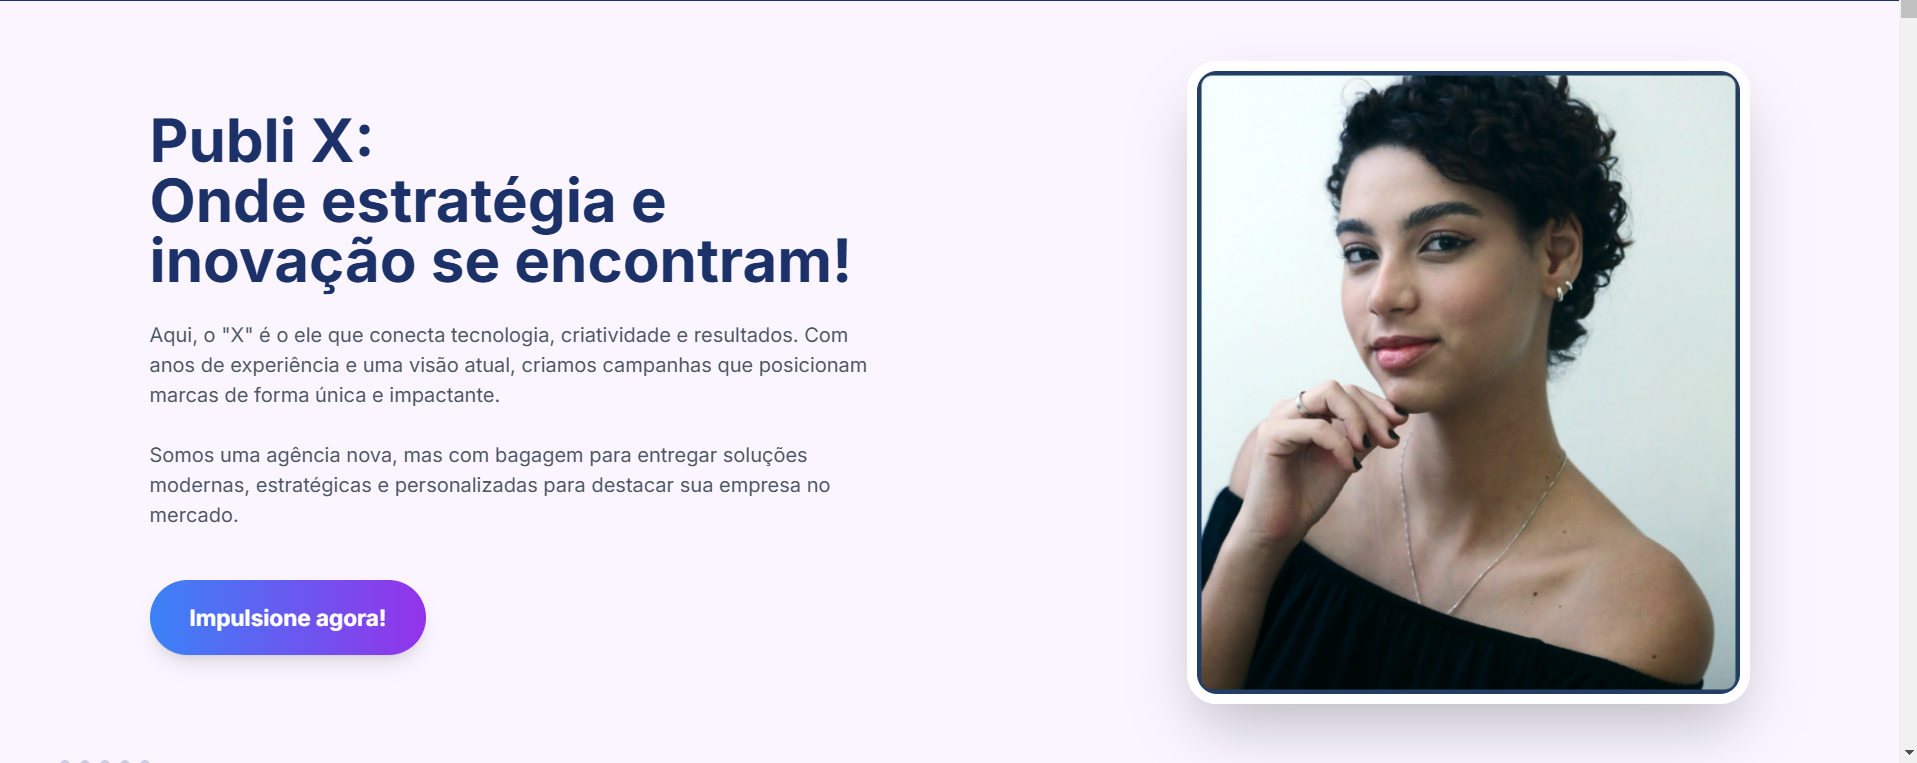 Publi X:
Onde estratégia e
inovação se encontram!
Aqui, o "X" é o ele que conecta tecnologia, criatividade e resultados. Com
anos de experiência e uma visão atual, criamos campanhas que posicionam
marcas de forma única e impactante.
Somos uma agência nova, mas com bagagem para entregar soluções
modernas, estratégicas e personalizadas para destacar sua empresa no
mercado.
Impulsione agora!